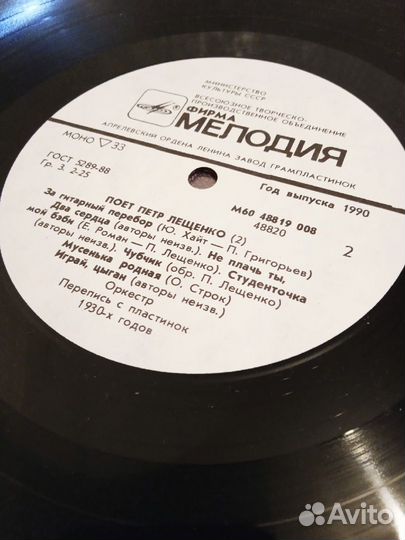 МИНИСТЕРСТВО
КУЛЬТУРЫ СССР
ВСЕСОЮЗНОЕ ТВОРЧЕСКО-
ПРОИЗВОДСТВЕННОЕ ОБЪЕДИНЕНИЕ
ФИРМА
МЕЛОДИЯ
АПРЕЛЕВСКИЙ ОРДЕНА ЛЕНИНА ЗАВОД ГРАМПЛАСТИНОК
МОНО ▽ 33
ГОСТ 5289-88
Гр. 3. 2-25
Год выпуска 1990
М60 48819 008
48820
2
ПОЕТ ПЕТР ЛЕЩЕНКО (2)
За гитарный перебор (Ю. Хайт — П. Григорьев)
Два сердца (авторы неизв.). Не плачь ты,
мой бэби (Е. Роман — П. Лещенко). Студенточка
(авторы неизв.). Чубчик (обр. П. Лещенко)
Мусенька родная (О. Строк)
Играй, цыган (авторы неизв.)
Оркестр
Перепись с пластинок
1930-х годов
Avito